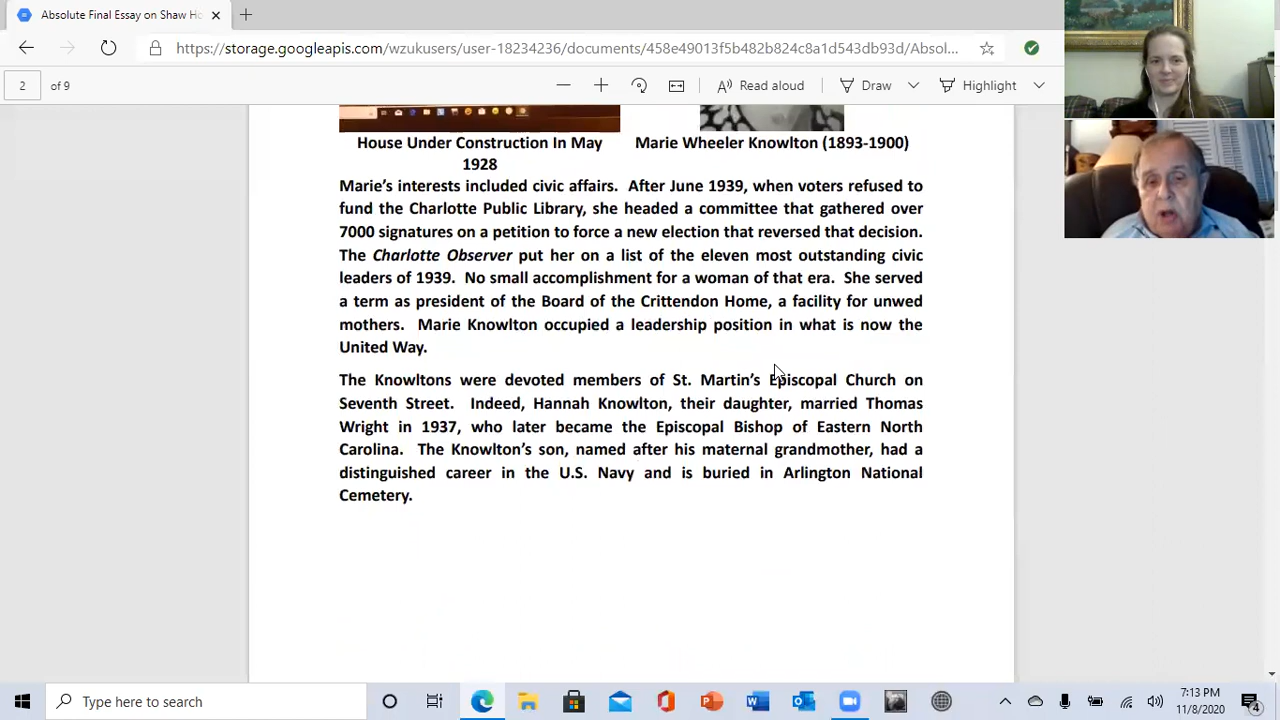 Absolute Final Essay on Shaw Ho
https://storage.googleapis.com/wzukusers/user-18234236/documents/458e49013f5b482b824c881d543db93d/Absol...
2 of 9
Read aloud
Draw
Highlight
House Under Construction In May
1928
Marie Wheeler Knowlton (1893-1900)
Marie's interests included civic affairs. After June 1939, when voters refused to
fund the Charlotte Public Library, she headed a committee that gathered over
7000 signatures on a petition to force a new election that reversed that decision.
The Charlotte Observer put her on a list of the eleven most outstanding civic
leaders of 1939. No small accomplishment for a woman of that era. She served
a term as president of the Board of the Crittendon Home, a facility for unwed
mothers. Marie Knowlton occupied a leadership position in what is now the
United Way.
The Knowltons were devoted members of St. Martin's Episcopal Church on
Seventh Street. Indeed, Hannah Knowlton, their daughter, married Thomas
Wright in 1937, who later became the Episcopal Bishop of Eastern North
Carolina. The Knowlton's son, named after his maternal grandmother, had a
distinguished career in the U.S. Navy and is buried in Arlington National
Cemetery.
Type here to search
7:13 PM
11/8/2020
4